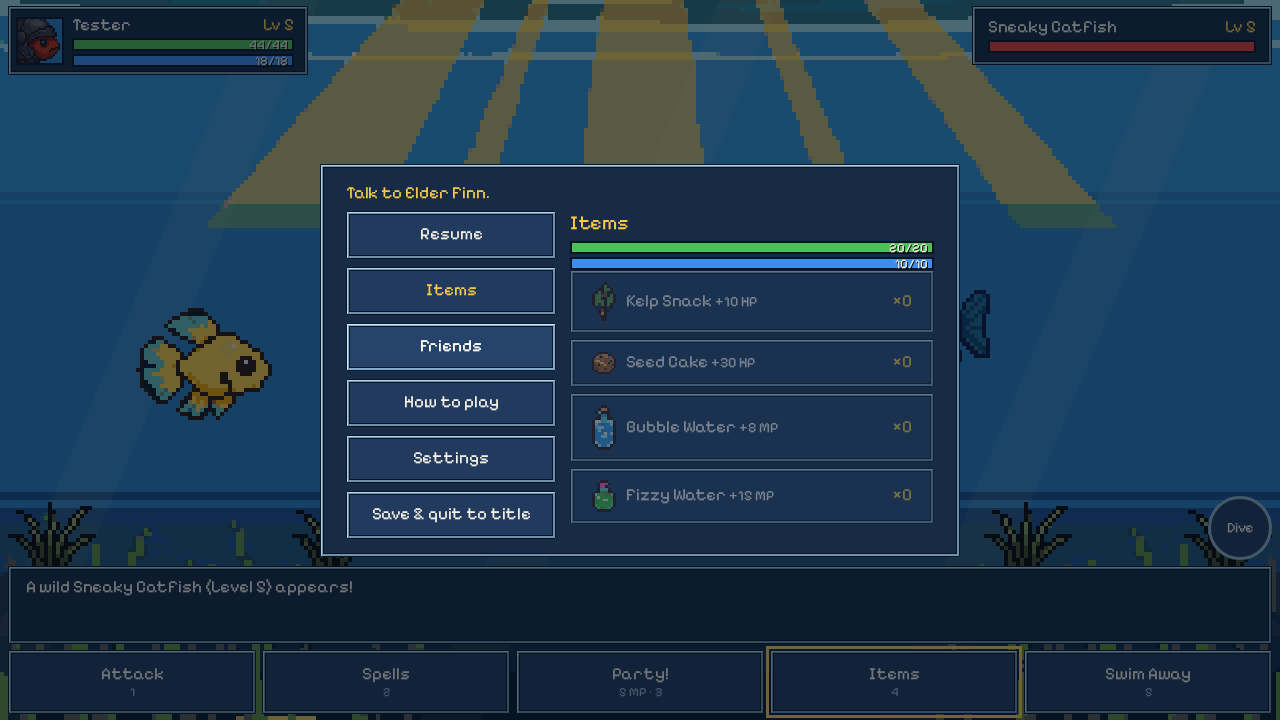 Tester
Lv 5
44/44
18/18
Sneaky Catfish
Lv 5
Talk to Elder Finn.
Resume
Items
Friends
How to play
Settings
Save & quit to title
Items
20/20
10/10
Kelp Snack +10 HP ×0
Seed Cake +30 HP ×0
Bubble Water +8 MP ×0
Fizzy Water +15 MP ×0
Dive
A wild Sneaky Catfish (Level 5) appears!
Attack
1
Spells
2
Party!
5 MP · 3
Items
4
Swim Away
5